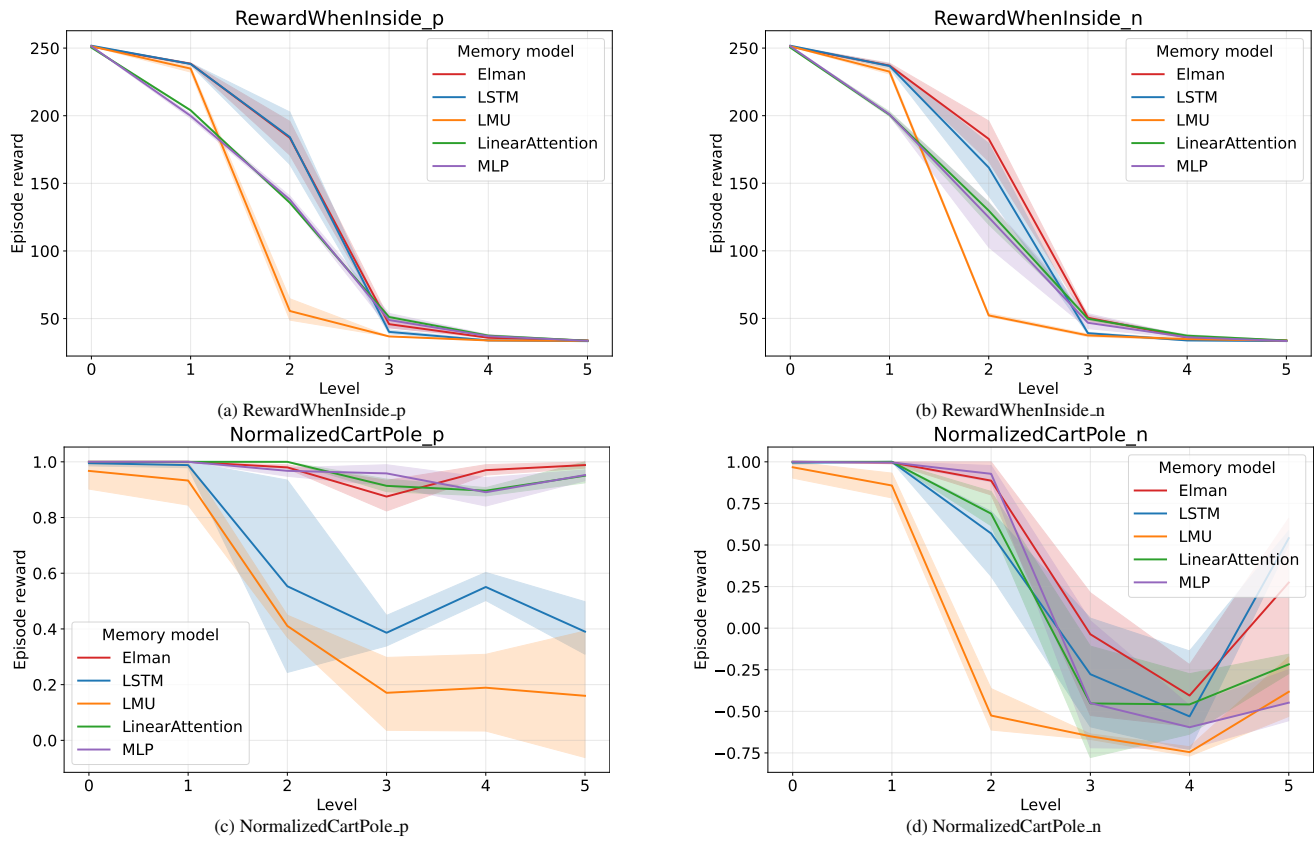 RewardWhenInside_p
250
200
150
100
50
Episode reward
0 1 2 3 4 5
Level
Memory model
Elman
LSTM
LMU
LinearAttention
MLP
(a) RewardWhenInside_p
RewardWhenInside_n
250
200
150
100
50
Episode reward
0 1 2 3 4 5
Level
Memory model
Elman
LSTM
LMU
LinearAttention
MLP
(b) RewardWhenInside_n
NormalizedCartPole_p
1.0
0.8
0.6
0.4
0.2
0.0
Episode reward
0 1 2 3 4 5
Level
Memory model
Elman
LSTM
LMU
LinearAttention
MLP
(c) NormalizedCartPole_p
NormalizedCartPole_n
1.00
0.75
0.50
0.25
0.00
−0.25
−0.50
−0.75
Episode reward
0 1 2 3 4 5
Level
Memory model
Elman
LSTM
LMU
LinearAttention
MLP
(d) NormalizedCartPole_n